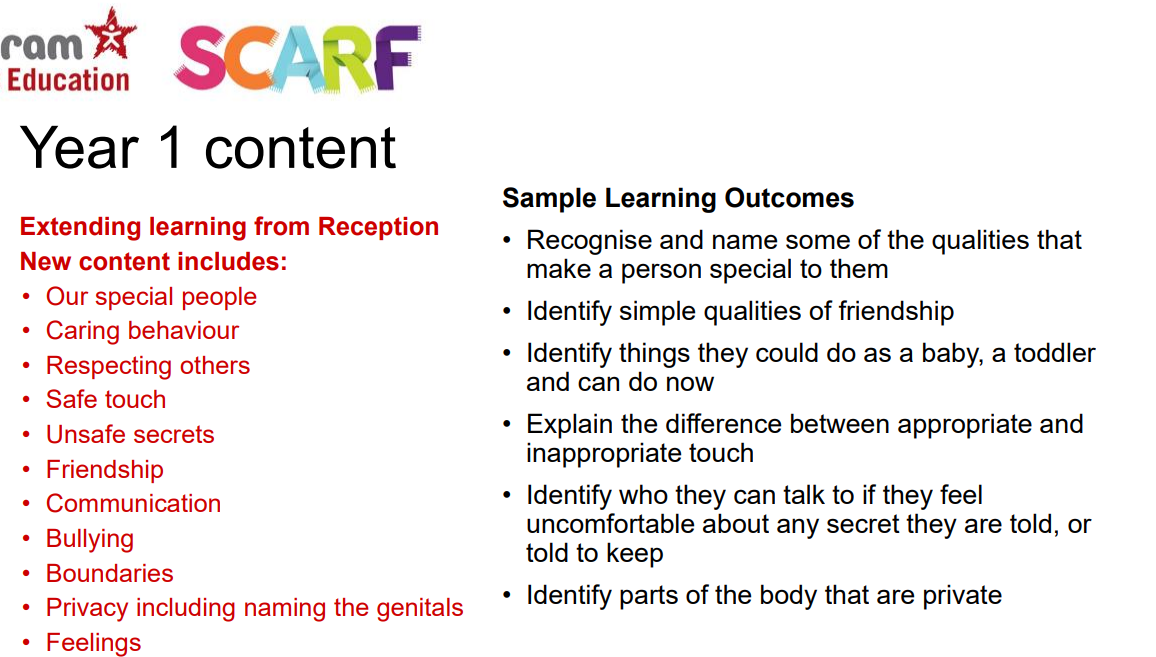 ram
Education
SCARF
Year 1 content
Extending learning from Reception
New content includes:
• Our special people
• Caring behaviour
• Respecting others
• Safe touch
• Unsafe secrets
• Friendship
• Communication
• Bullying
• Boundaries
• Privacy including naming the genitals
• Feelings
Sample Learning Outcomes
• Recognise and name some of the qualities that
make a person special to them
• Identify simple qualities of friendship
• Identify things they could do as a baby, a toddler
and can do now
• Explain the difference between appropriate and
inappropriate touch
• Identify who they can talk to if they feel
uncomfortable about any secret they are told, or
told to keep
• Identify parts of the body that are private